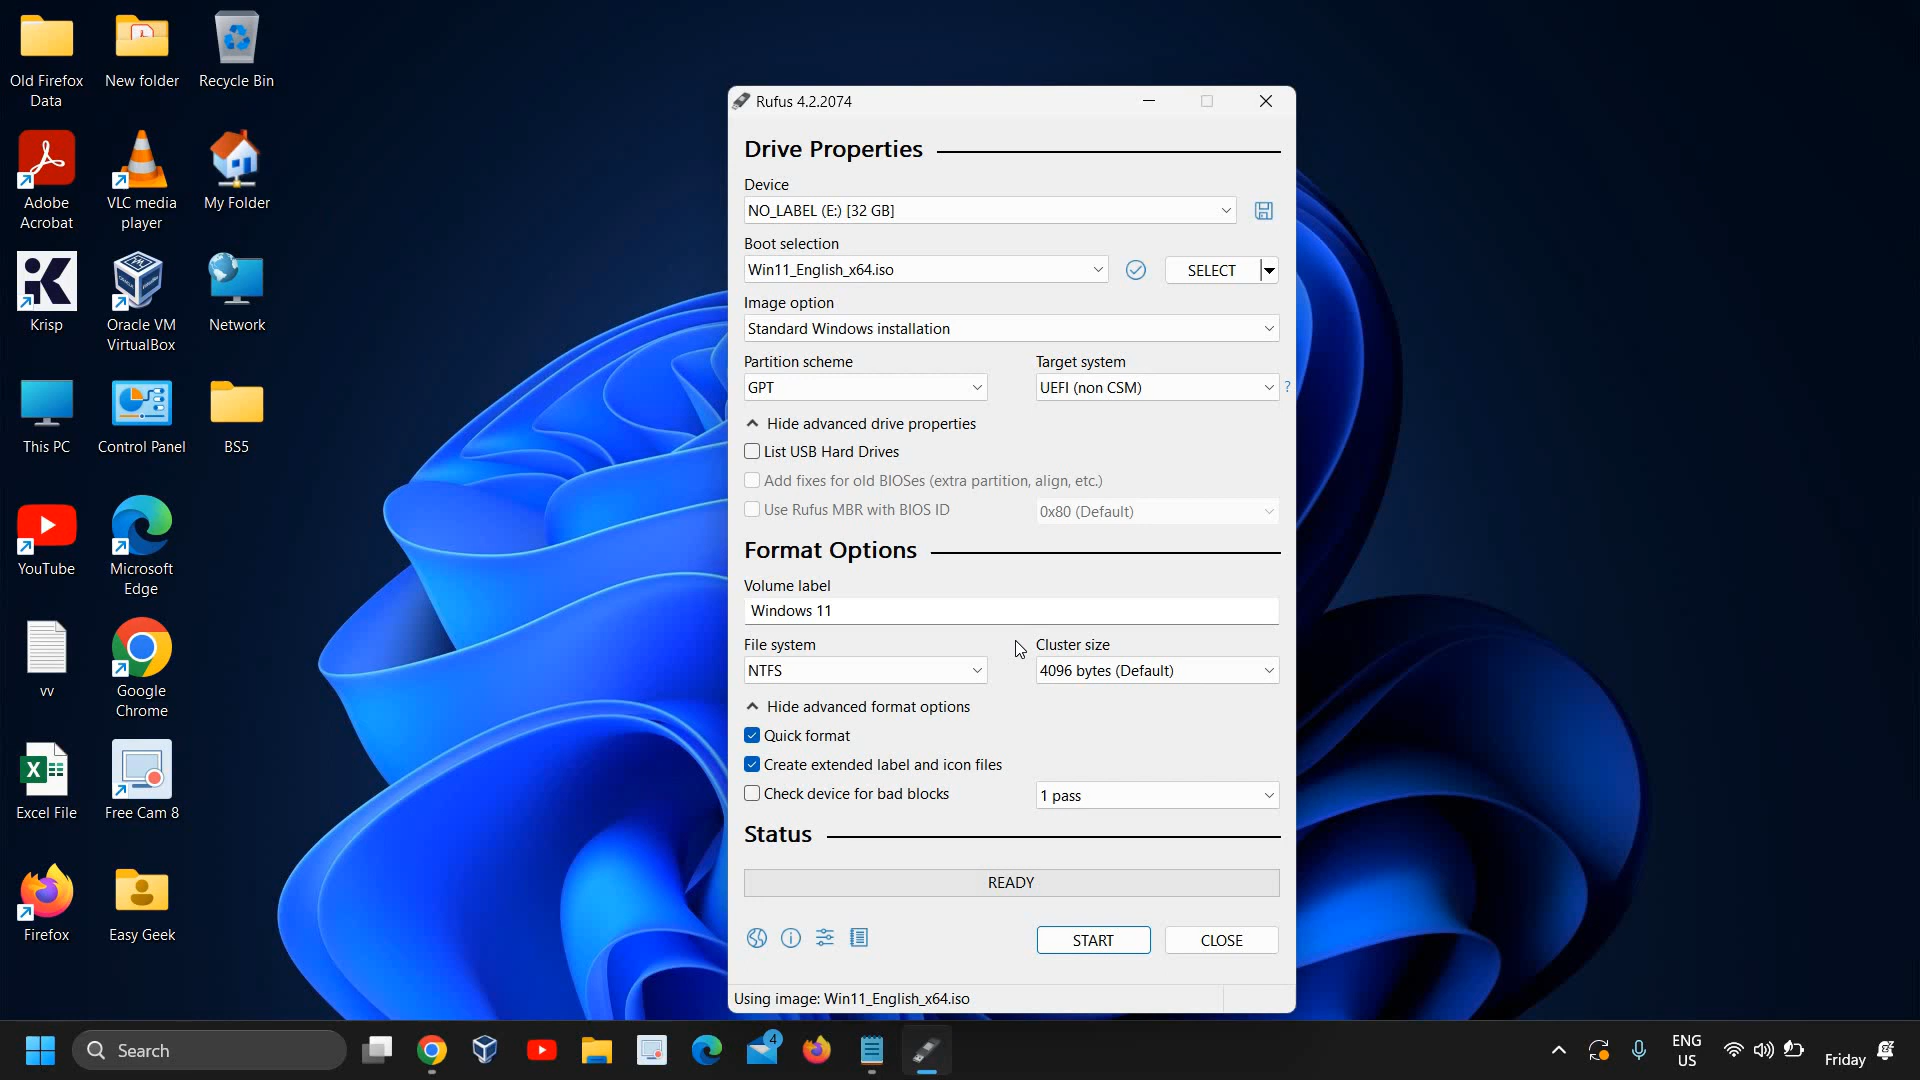 Old Firefox
Data
New folder
Recycle Bin
Adobe
Acrobat
VLC media
player
My Folder
Krisp
Oracle VM
VirtualBox
Network
This PC
Control Panel
BS5
YouTube
Microsoft
Edge
vv
Google
Chrome
Excel File
Free Cam 8
Firefox
Easy Geek
Rufus 4.2.2074
Drive Properties
Device
NO_LABEL (E:) [32 GB]
Boot selection
Win11_English_x64.iso
SELECT
Image option
Standard Windows installation
Partition scheme
Target system
GPT
UEFI (non CSM)
?
Hide advanced drive properties
List USB Hard Drives
Add fixes for old BIOSes (extra partition, align, etc.)
Use Rufus MBR with BIOS ID
0x80 (Default)
Format Options
Volume label
Windows 11
File system
Cluster size
NTFS
4096 bytes (Default)
Hide advanced format options
Quick format
Create extended label and icon files
Check device for bad blocks
1 pass
Status
READY
START
CLOSE
Using image: Win11_English_x64.iso
Search
4
ENG
US
Friday